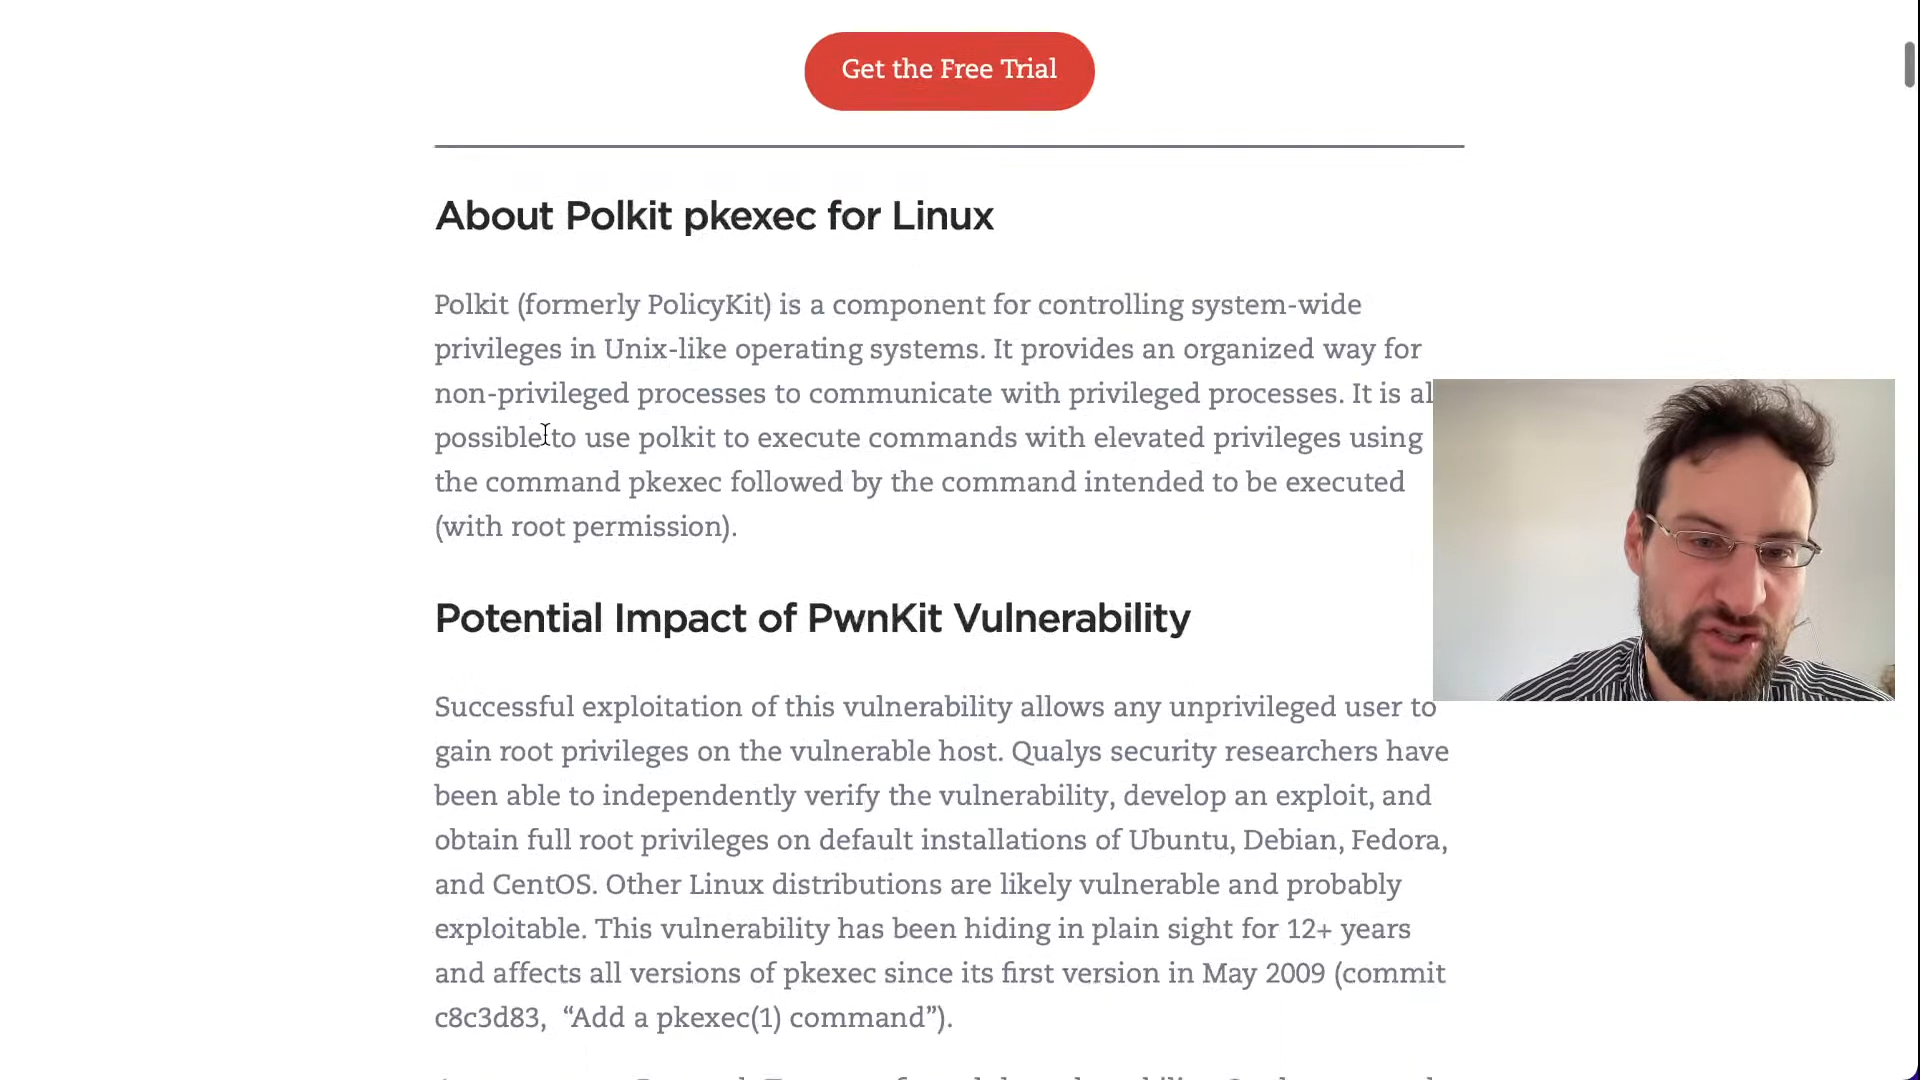 Get the Free Trial
About Polkit pkexec for Linux
Polkit (formerly PolicyKit) is a component for controlling system-wide
privileges in Unix-like operating systems. It provides an organized way for
non-privileged processes to communicate with privileged processes. It is al
possible to use polkit to execute commands with elevated privileges using
the command pkexec followed by the command intended to be executed
(with root permission).
Potential Impact of PwnKit Vulnerability
Successful exploitation of this vulnerability allows any unprivileged user to
gain root privileges on the vulnerable host. Qualys security researchers have
been able to independently verify the vulnerability, develop an exploit, and
obtain full root privileges on default installations of Ubuntu, Debian, Fedora,
and CentOS. Other Linux distributions are likely vulnerable and probably
exploitable. This vulnerability has been hiding in plain sight for 12+ years
and affects all versions of pkexec since its first version in May 2009 (commit
c8c3d83, “Add a pkexec(1) command”).